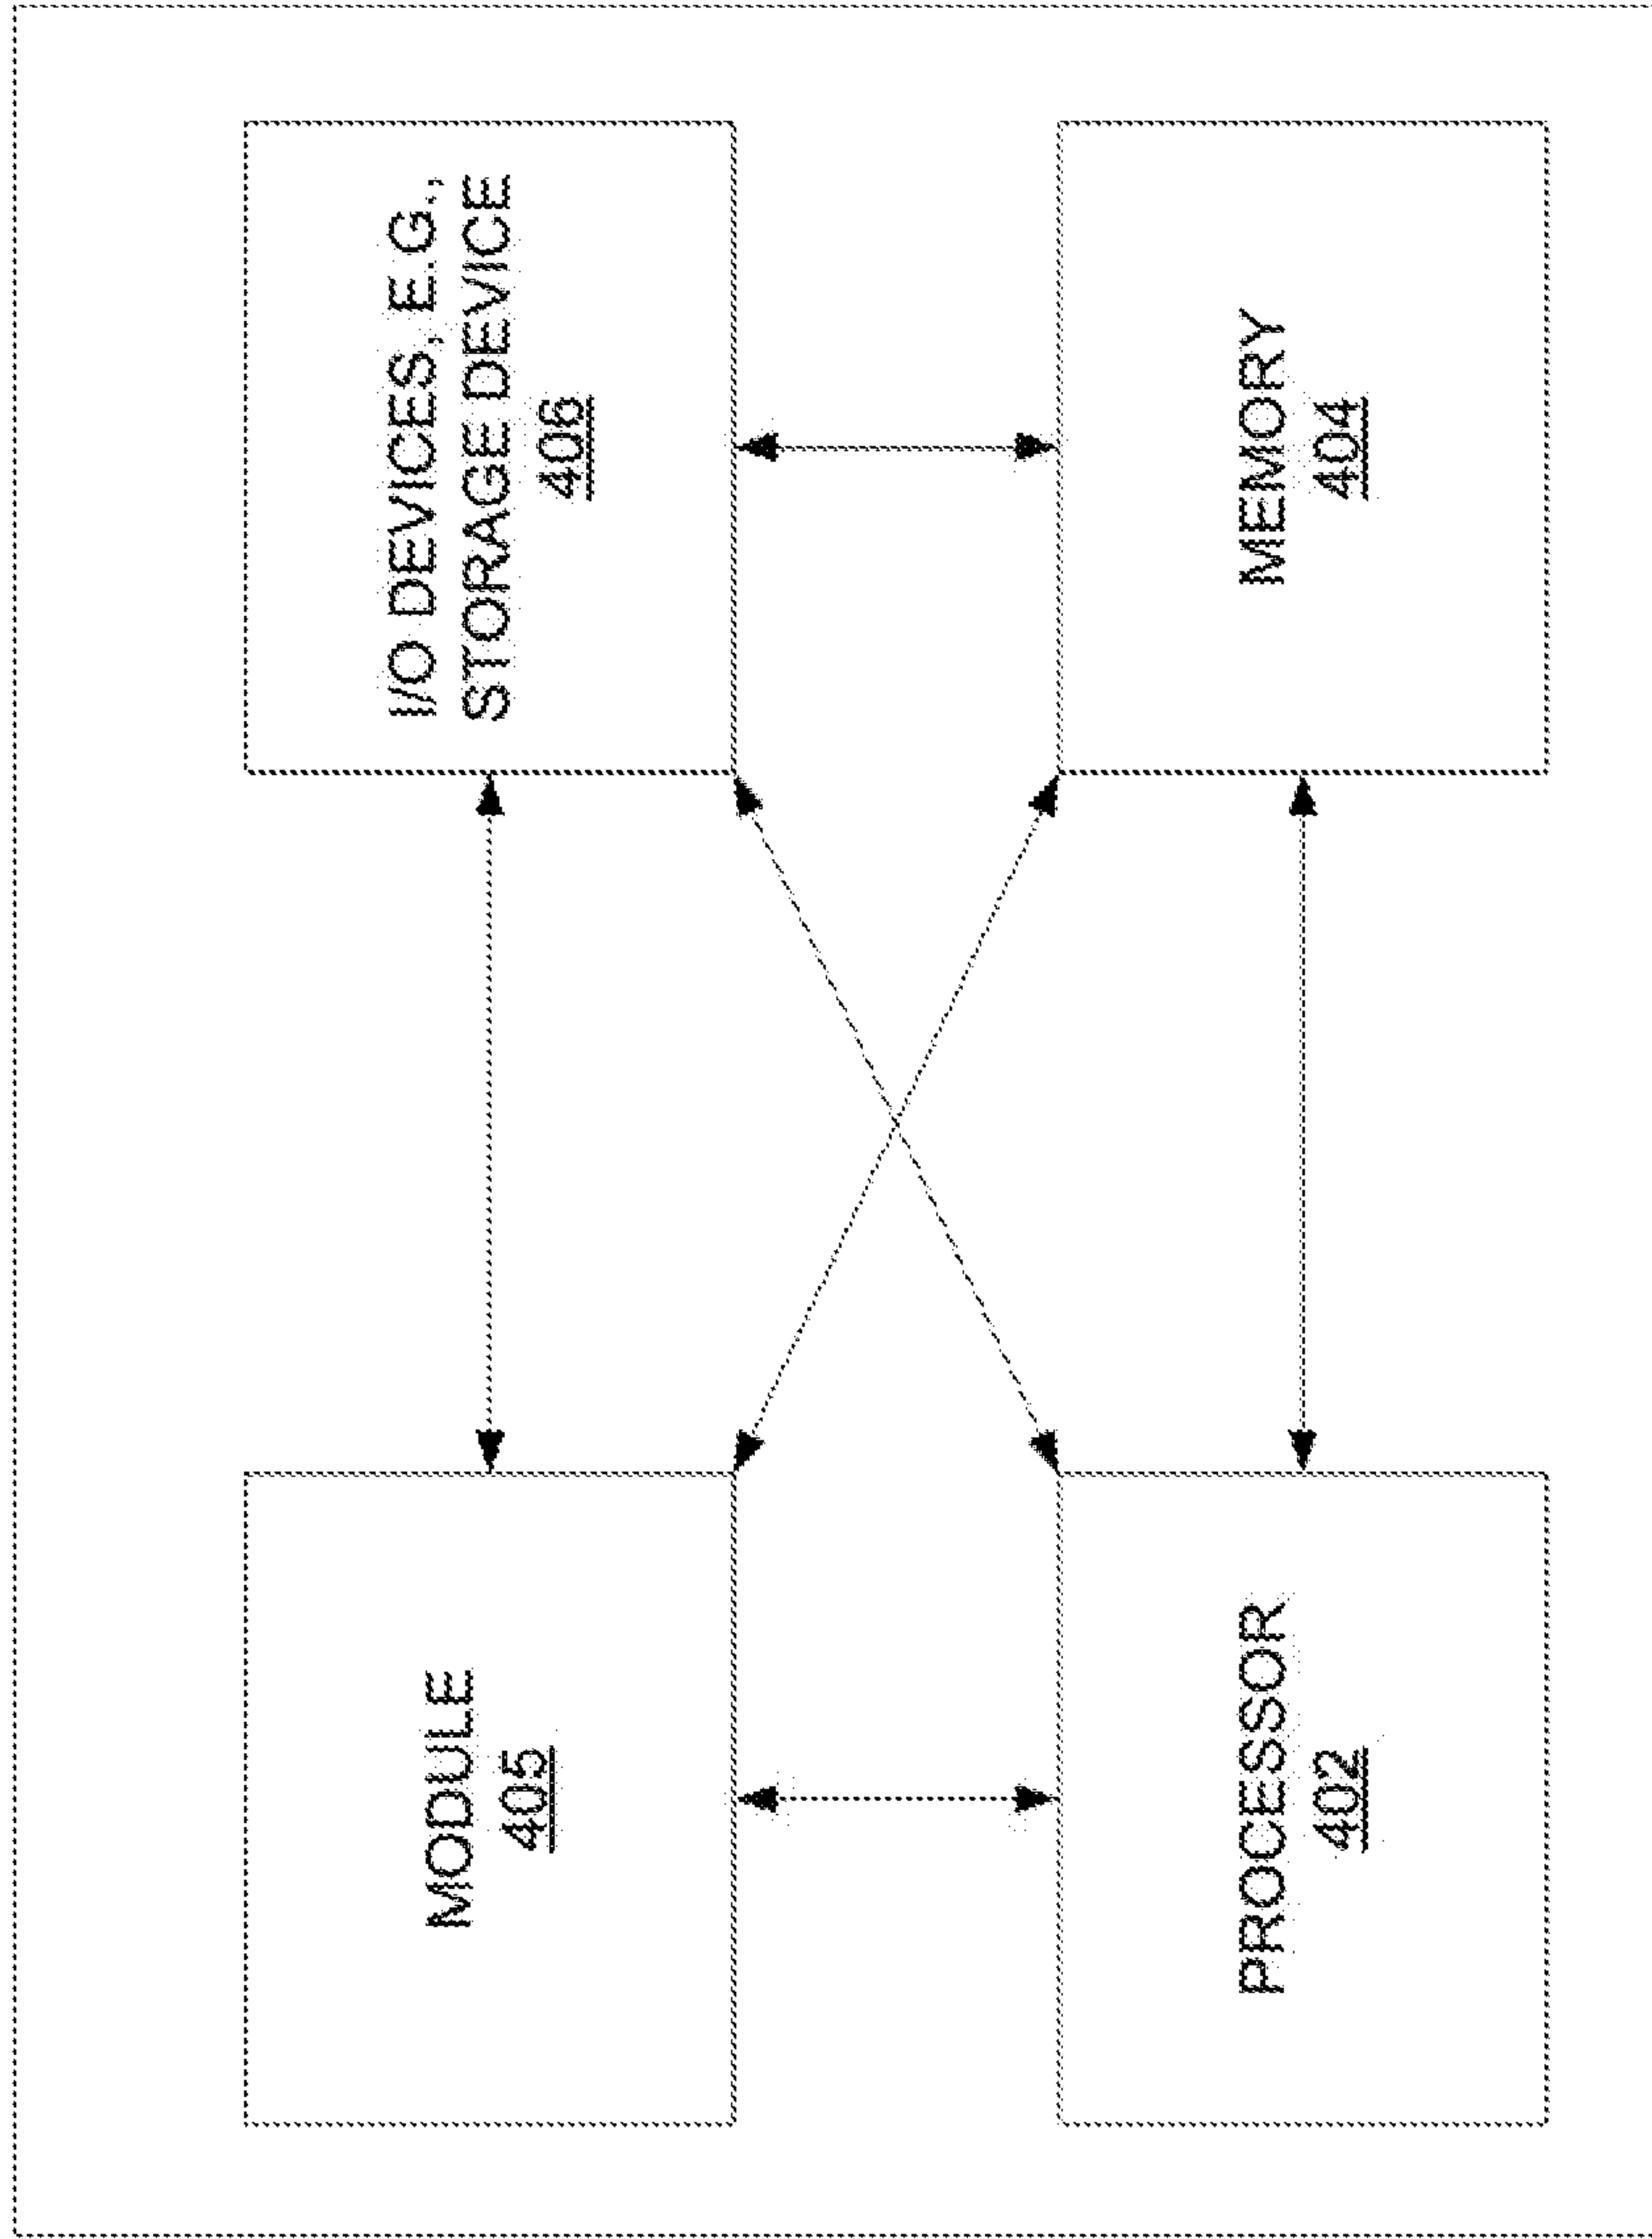 MODULE
405
I/O DEVICES, E.G.,
STORAGE DEVICE
406
PROCESSOR
402
MEMORY
404